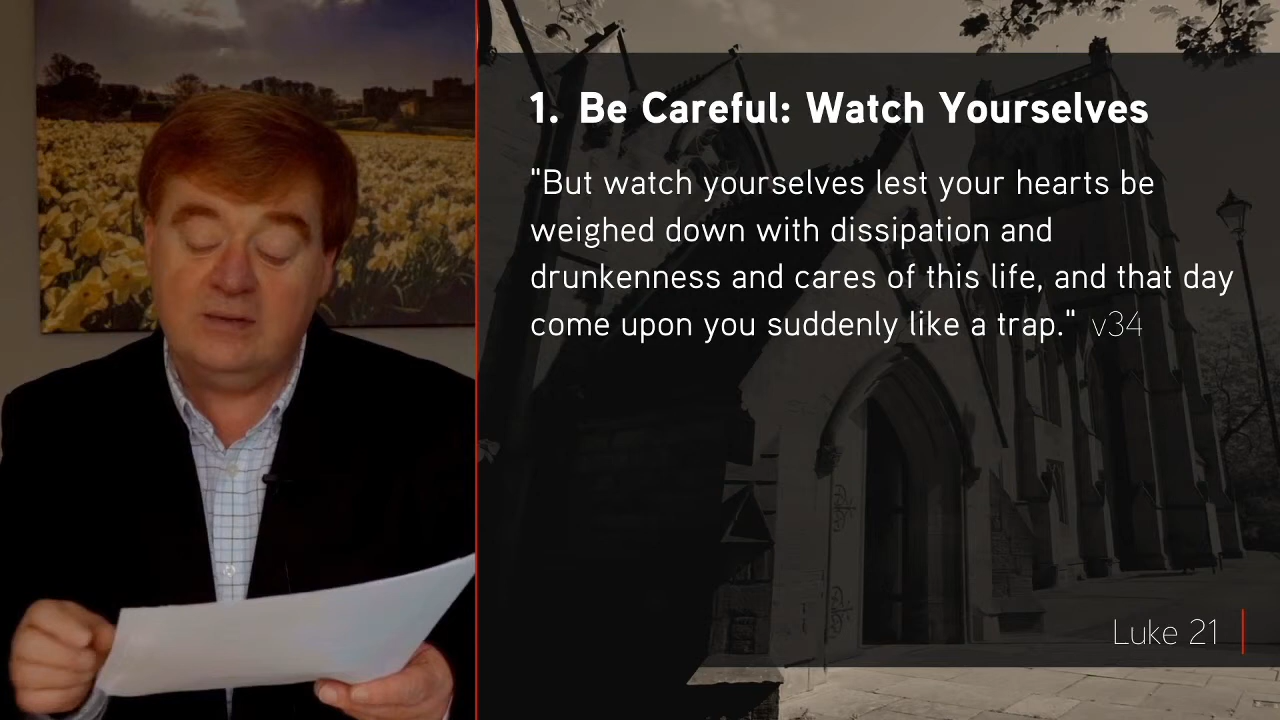 1. Be Careful: Watch Yourselves
"But watch yourselves lest your hearts be
weighed down with dissipation and
drunkenness and cares of this life, and that day
come upon you suddenly like a trap." v34
Luke 21